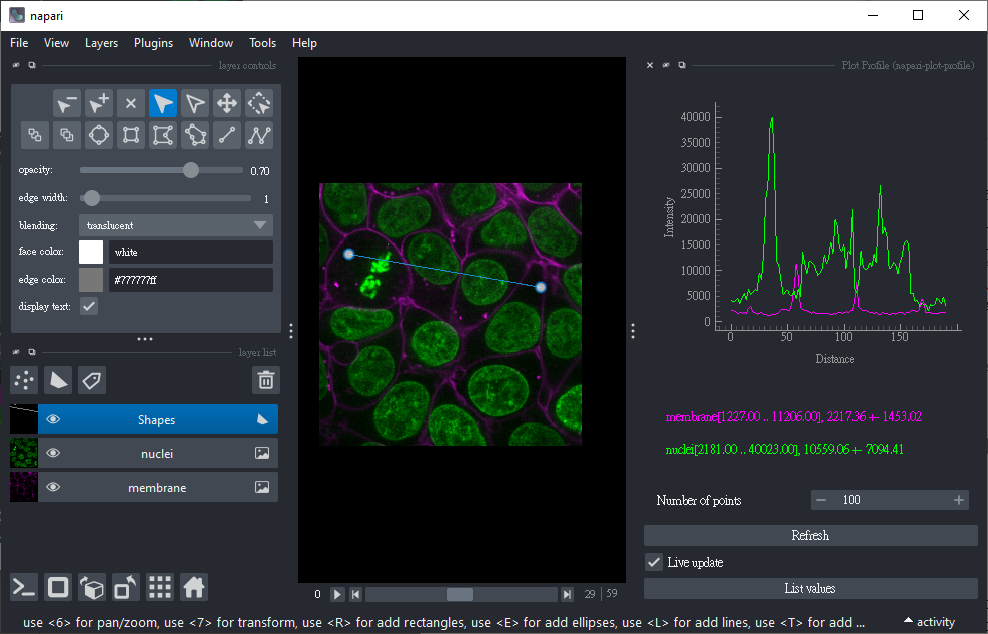 napari
File View Layers Plugins Window Tools Help
layer controls
opacity: 0.70
edge width: 1
blending: translucent
face color: white
edge color: #777777ff
display text:
layer list
Shapes
nuclei
membrane
0 29 59
Plot Profile (napari-plot-profile)
40000
35000
30000
25000
20000
15000
10000
5000
0
Intensity
0 50 100 150
Distance
membrane[1227.00 .. 11206.00], 2217.36 +- 1453.02
nuclei[2181.00 .. 40023.00], 10559.06 +- 7094.41
Number of points 100
Refresh
Live update
List values
use <6> for pan/zoom, use <7> for transform, use <R> for add rectangles, use <E> for add ellipses, use <L> for add lines, use <T> for add ... activity